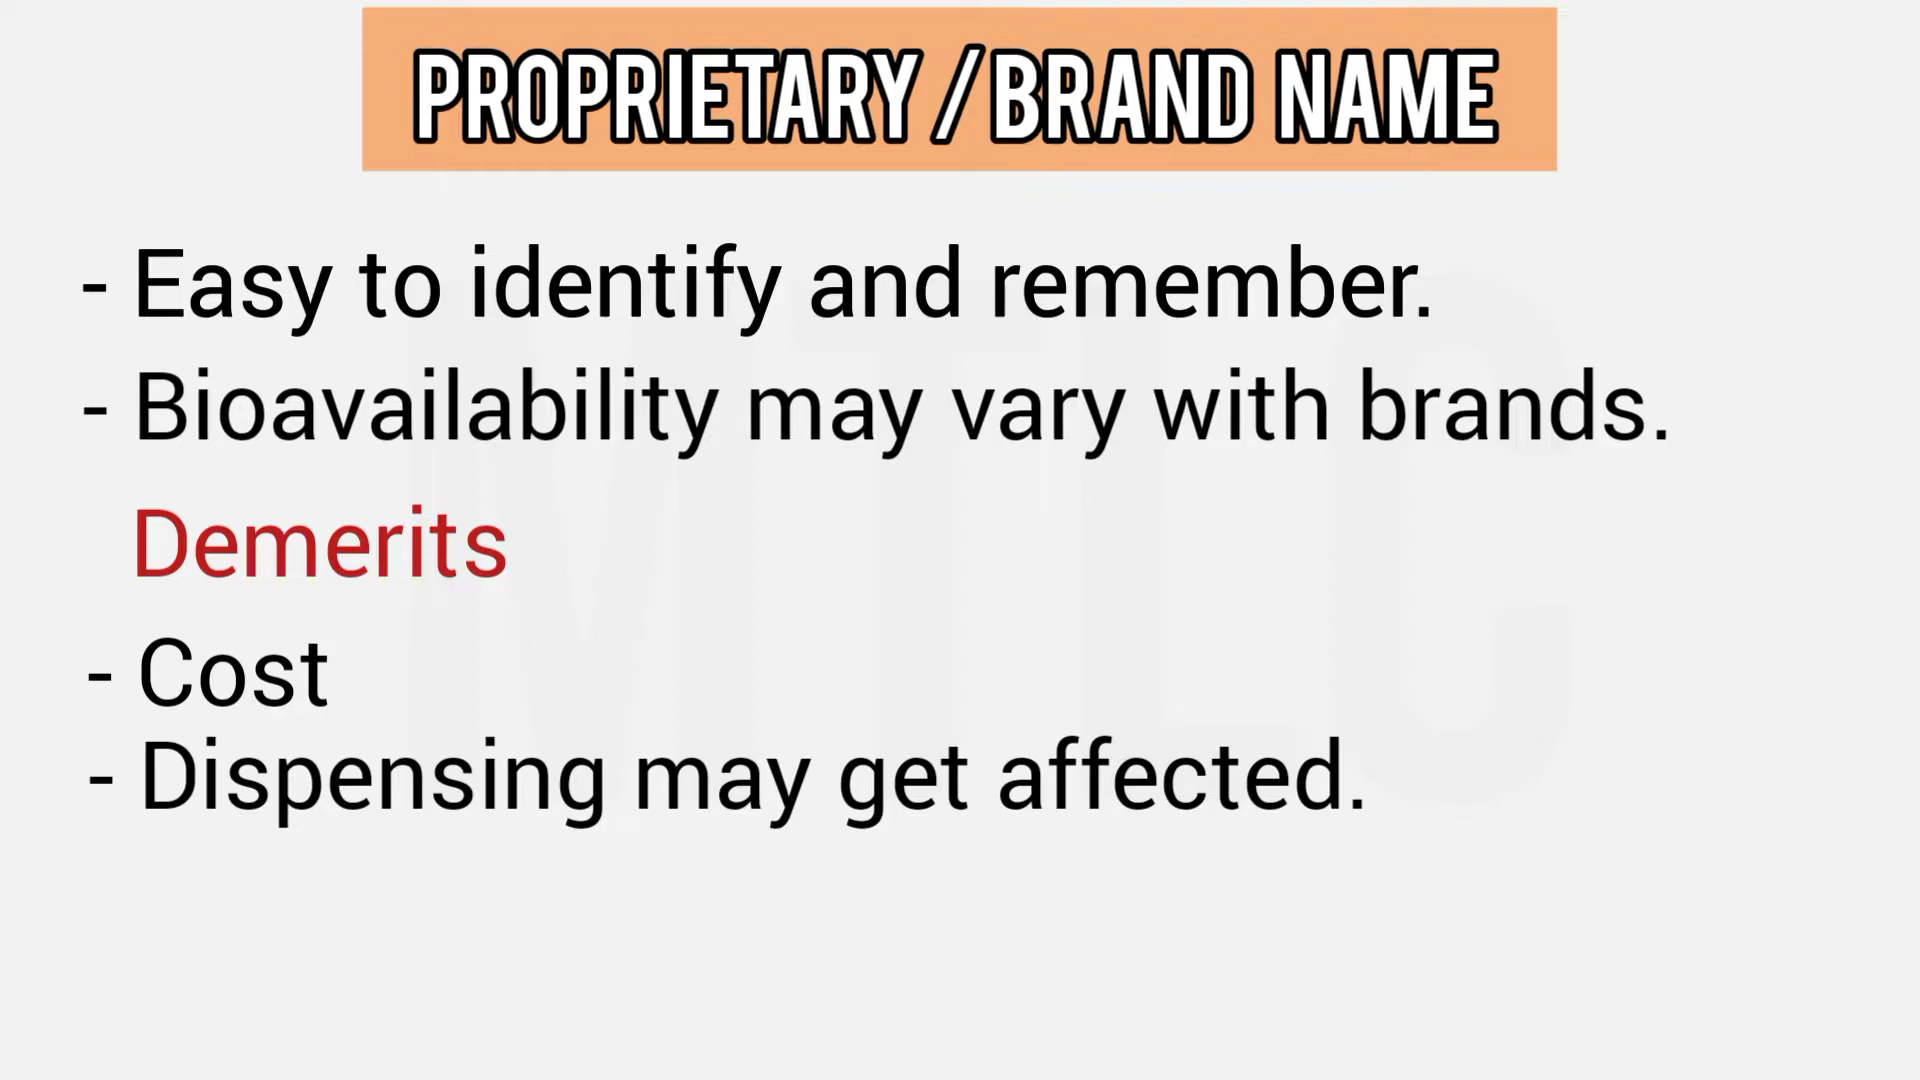 PROPRIETARY / BRAND NAME
- Easy to identify and remember.
- Bioavailability may vary with brands.
Demerits
- Cost
- Dispensing may get affected.
MTLC